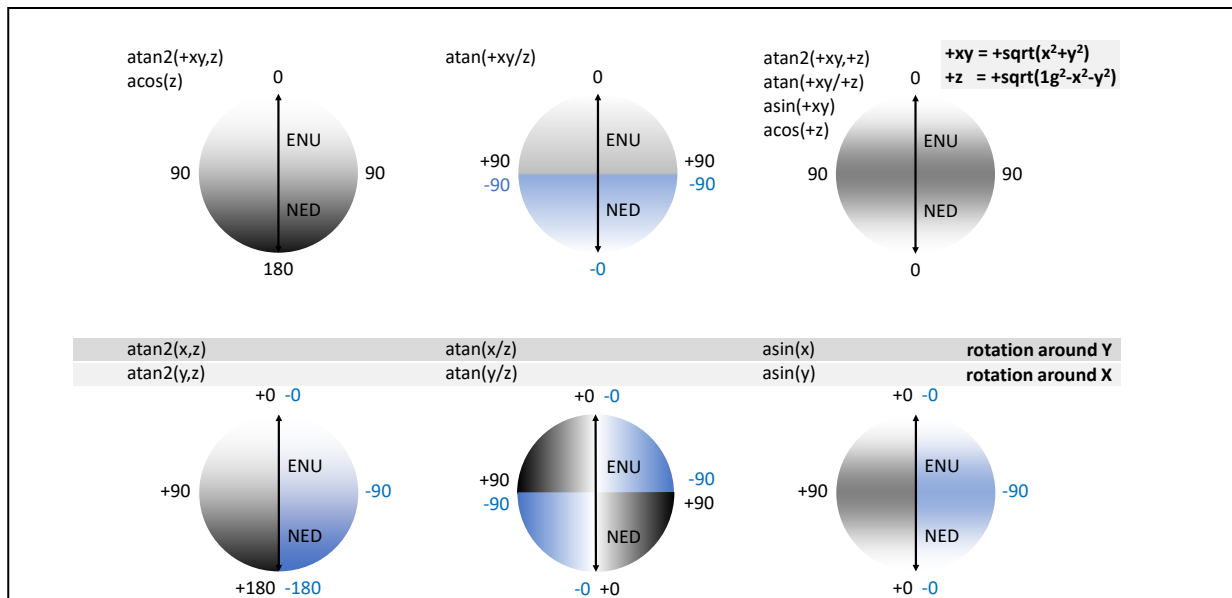 atan2(+xy,z)
acos(z)
0
ENU
90
90
NED
180
atan(+xy/z)
0
ENU
+90
+90
-90
-90
NED
-0
atan2(+xy,+z)
atan(+xy/+z)
asin(+xy)
acos(+z)
0
ENU
90
90
NED
0
+xy = +sqrt(x²+y²)
+z = +sqrt(1g²-x²-y²)
atan2(x,z) atan(x/z) asin(x) rotation around Y
atan2(y,z) atan(y/z) asin(y) rotation around X
+0 -0
ENU
+90
-90
NED
+180 -180
+0 -0
ENU
+90
-90
-90
+90
NED
-0 +0
+0 -0
ENU
+90
-90
NED
+0 -0